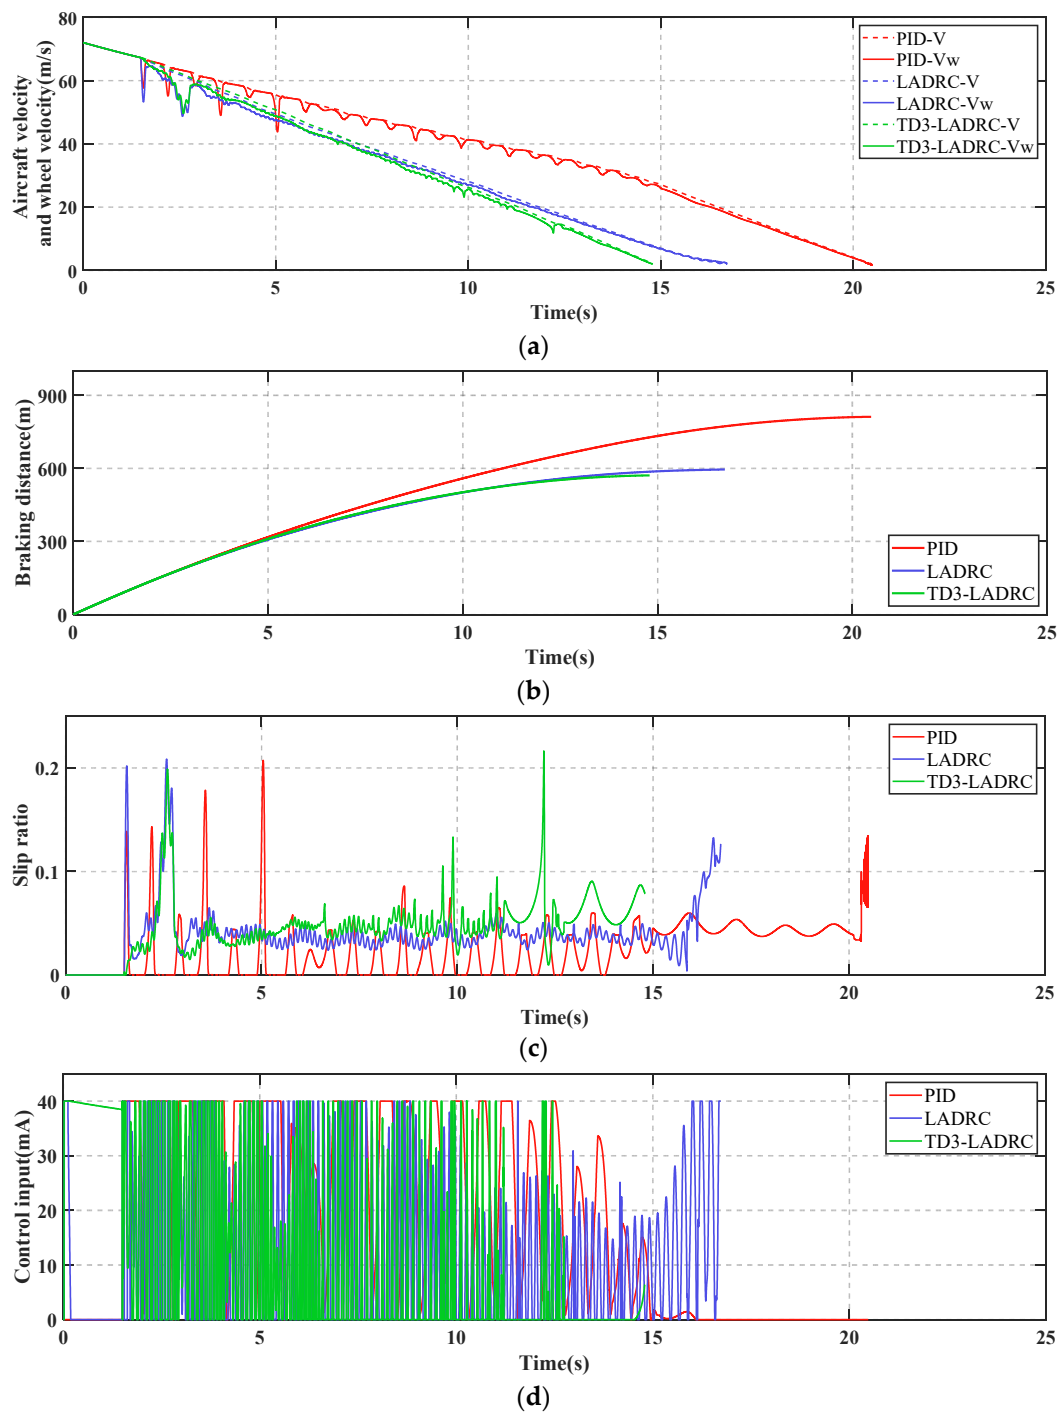 80
60
40
20
0
Aircraft velocity
and wheel velocity(m/s)
PID-V
PID-Vw
LADRC-V
LADRC-Vw
TD3-LADRC-V
TD3-LADRC-Vw
0 5 10 15 20 25
Time(s)
(a)
900
600
300
0
Braking distance(m)
PID
LADRC
TD3-LADRC
0 5 10 15 20 25
Time(s)
(b)
0.2
0.1
0
Slip ratio
PID
LADRC
TD3-LADRC
0 5 10 15 20 25
Time(s)
(c)
40
30
20
10
0
Control input(mA)
PID
LADRC
TD3-LADRC
0 5 10 15 20 25
Time(s)
(d)